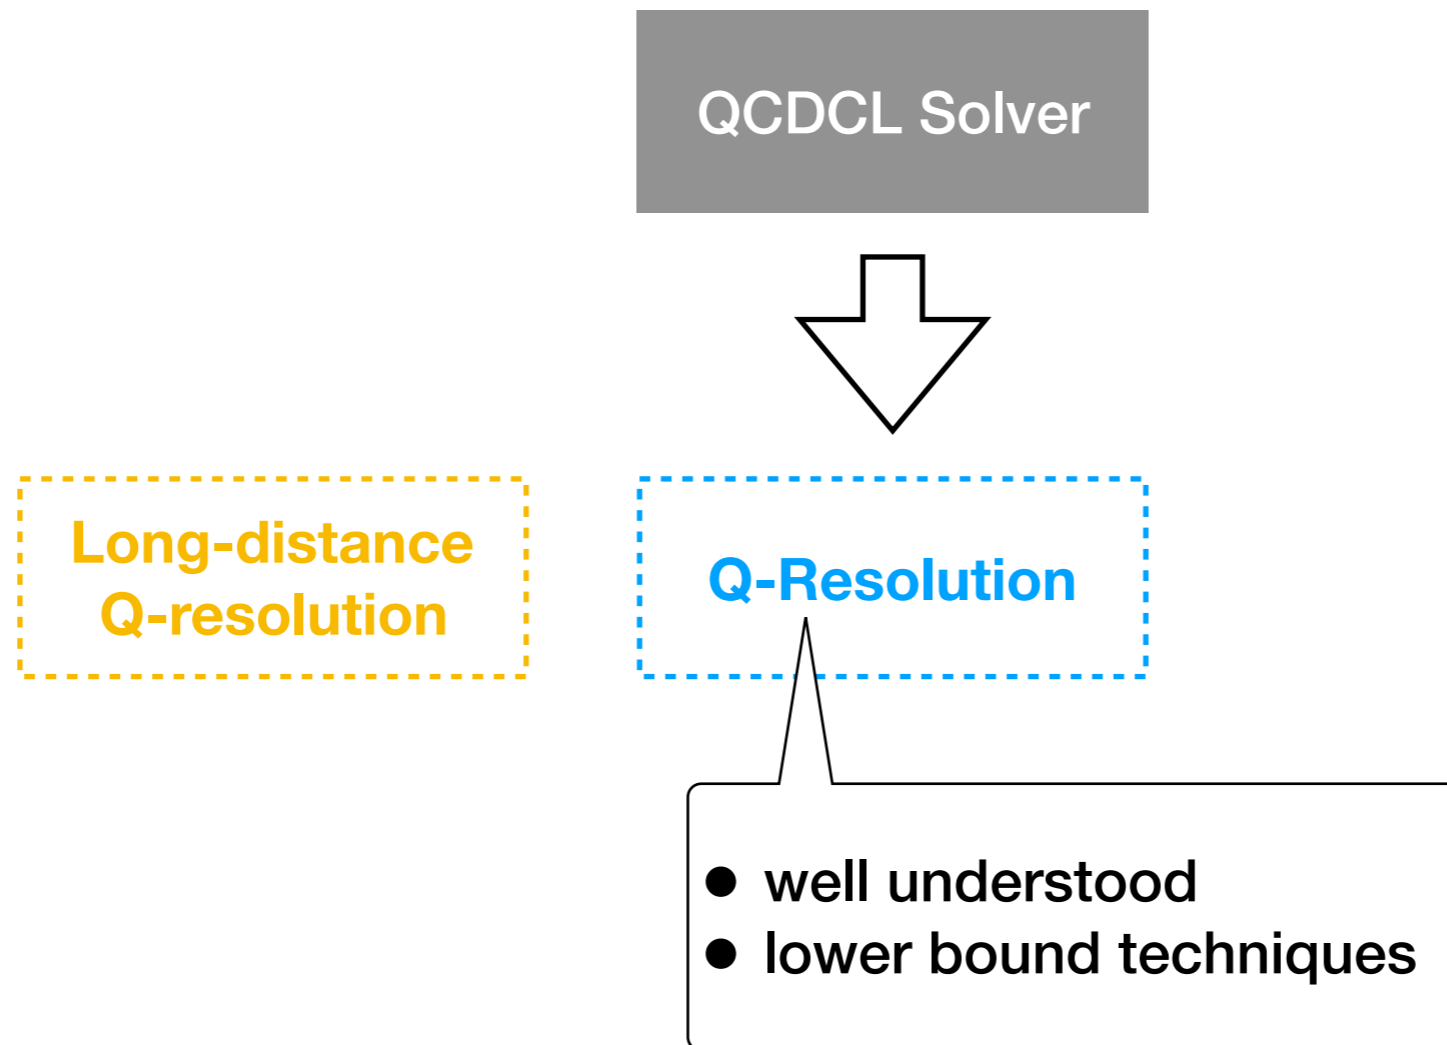 QCDCL Solver
Long-distance
Q-resolution
Q-Resolution
● well understood
● lower bound techniques